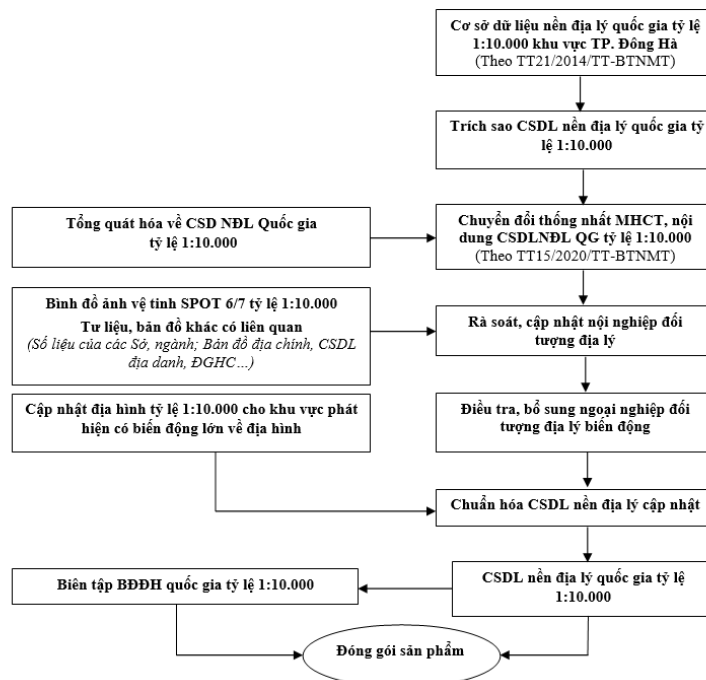 Cơ sở dữ liệu nền địa lý quốc gia tỷ lệ
1:10.000 khu vực TP. Đông Hà
(Theo TT21/2014/TT-BTNMT)
Trích sao CSDL nền địa lý quốc gia tỷ
lệ 1:10.000
Tổng quát hóa về CSD NĐL Quốc gia
tỷ lệ 1:10.000
Chuyển đổi thống nhất MHCT, nội
dung CSDLNĐL QG tỷ lệ 1:10.000
(Theo TT15/2020/TT-BTNMT)
Bình đồ ảnh vệ tinh SPOT 6/7 tỷ lệ 1:10.000
Tư liệu, bản đồ khác có liên quan
(Số liệu của các Sở, ngành; Bản đồ địa chính, CSDL
địa danh, ĐGHC…)
Rà soát, cập nhật nội nghiệp đối
tượng địa lý
Cập nhật địa hình tỷ lệ 1:10.000 cho khu vực phát
hiện có biến động lớn về địa hình
Điều tra, bổ sung ngoại nghiệp đối
tượng địa lý biến động
Chuẩn hóa CSDL nền địa lý cập nhật
Biên tập BĐĐH quốc gia tỷ lệ 1:10.000
CSDL nền địa lý quốc gia tỷ lệ
1:10.000
Đóng gói sản phẩm